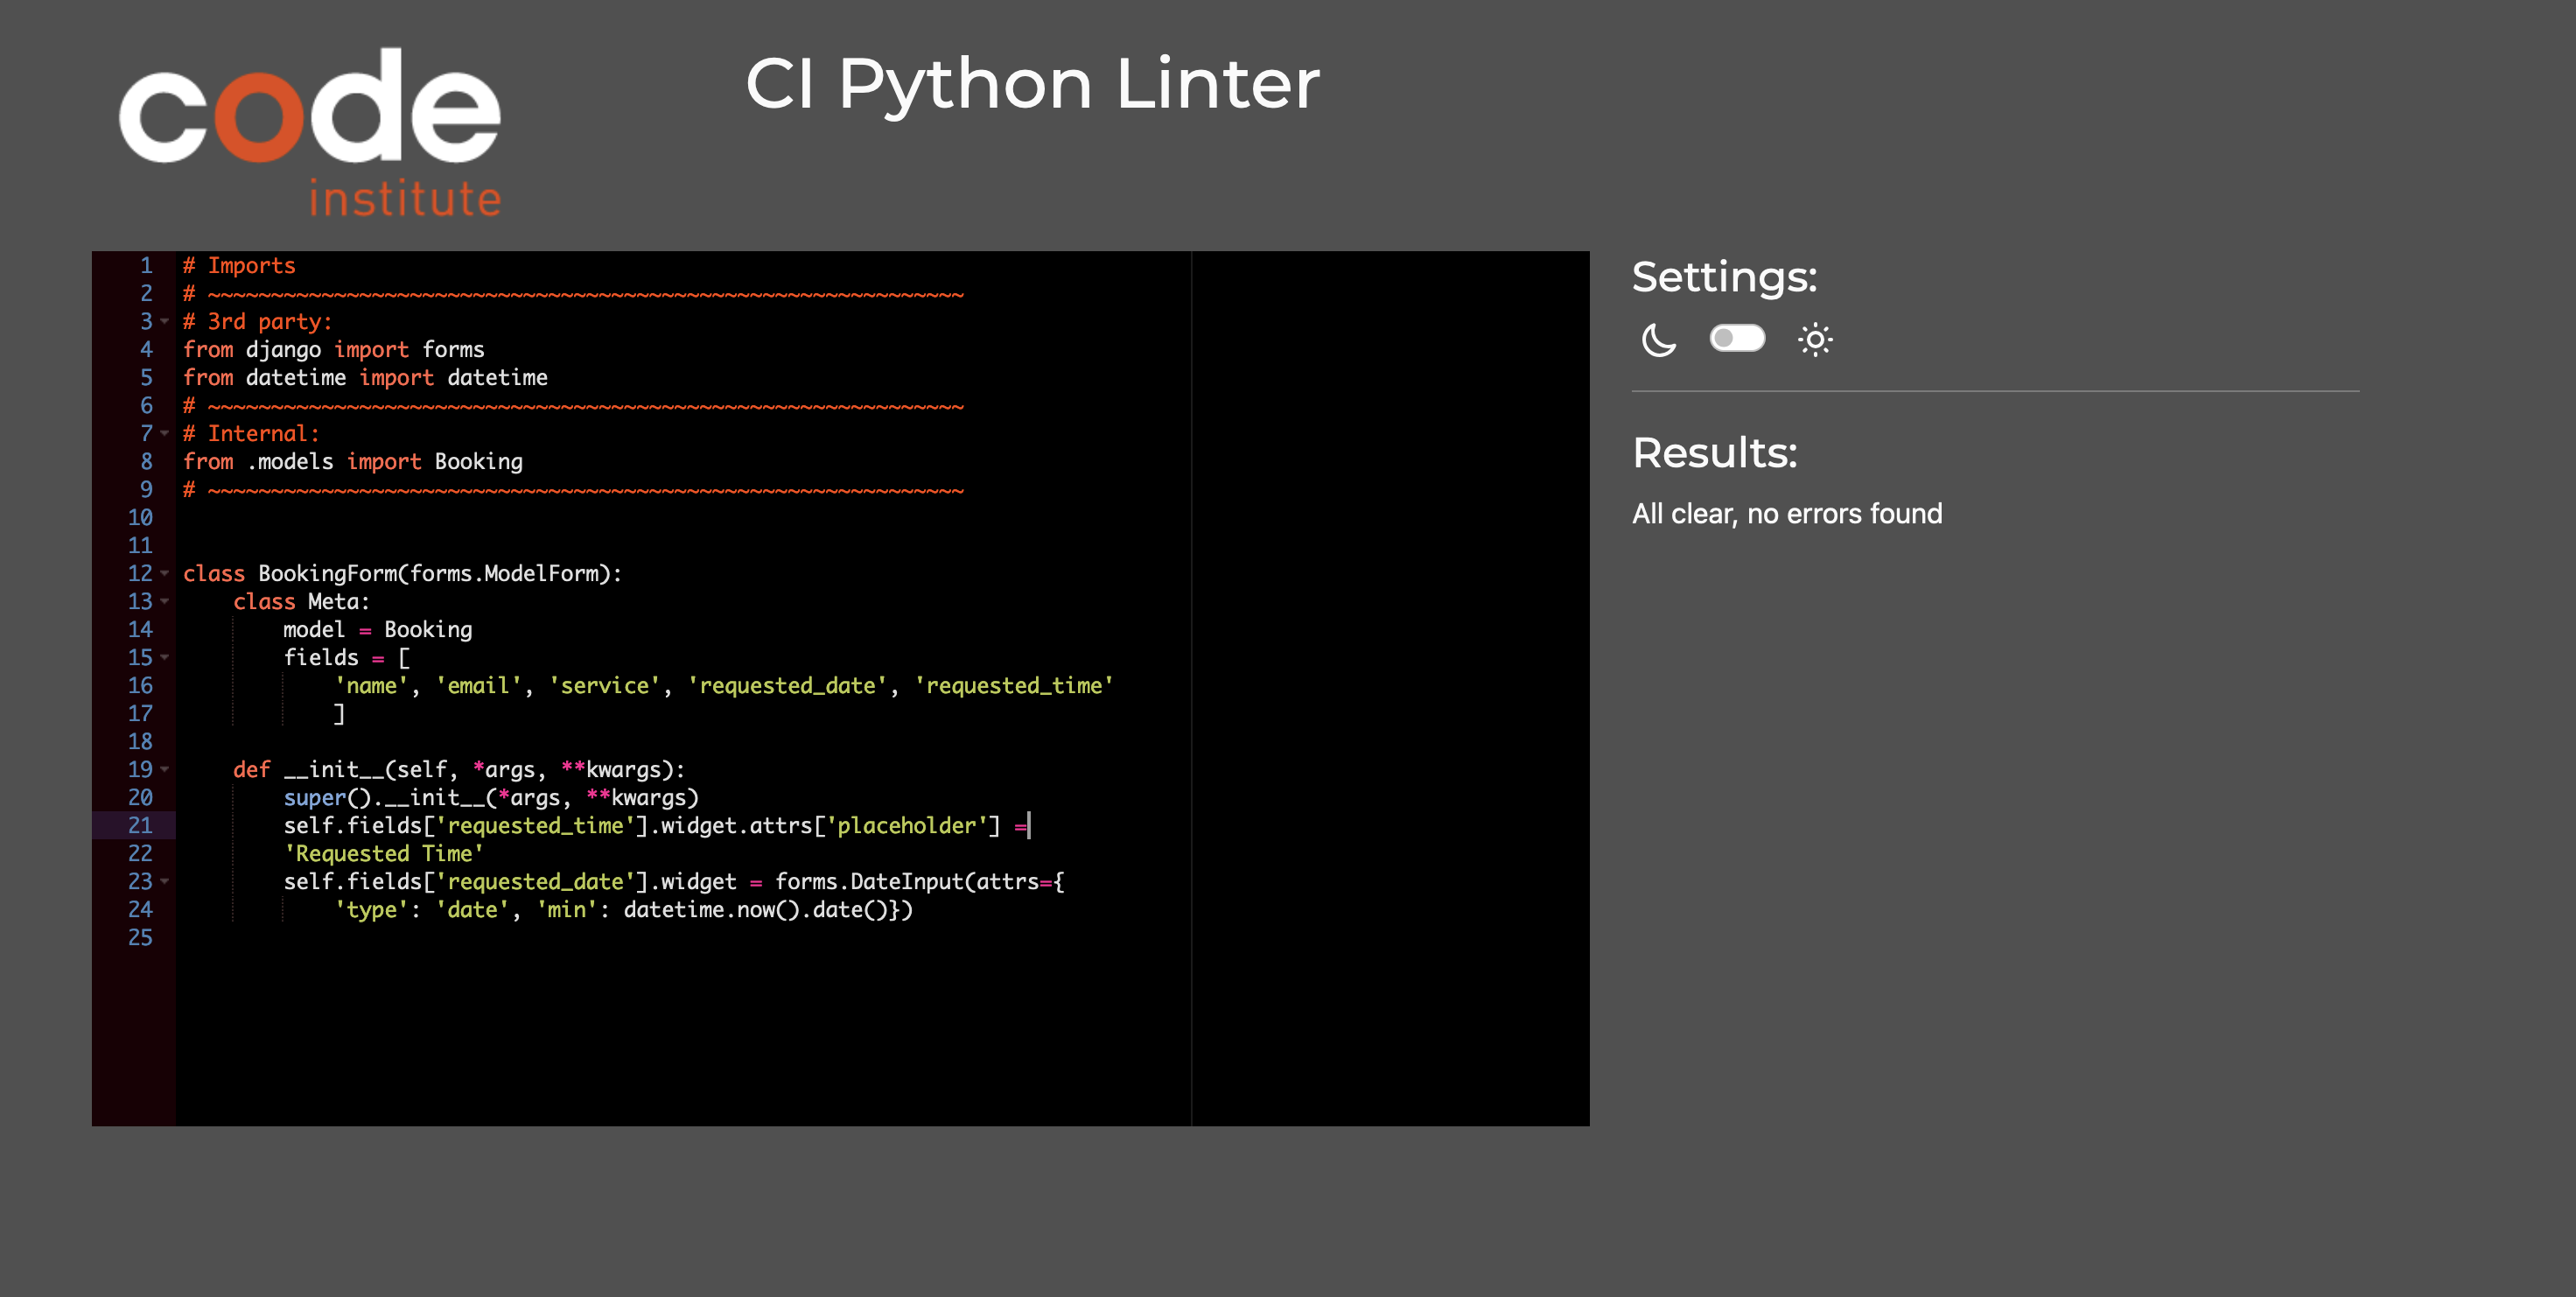 code
institute
CI Python Linter
1 # Imports
2 # ~~~~~~~~~~~~~~~~~~~~~~~~~~~~~~~~~~~~~~~~~~~~~~~~~~~~~~~~~~~~
3 # 3rd party:
4 from django import forms
5 from datetime import datetime
6 # ~~~~~~~~~~~~~~~~~~~~~~~~~~~~~~~~~~~~~~~~~~~~~~~~~~~~~~~~~~~~
7 # Internal:
8 from .models import Booking
9 # ~~~~~~~~~~~~~~~~~~~~~~~~~~~~~~~~~~~~~~~~~~~~~~~~~~~~~~~~~~~~
10
11
12 class BookingForm(forms.ModelForm):
13     class Meta:
14         model = Booking
15         fields = [
16             'name', 'email', 'service', 'requested_date', 'requested_time'
17             ]
18
19     def __init__(self, *args, **kwargs):
20         super().__init__(*args, **kwargs)
21         self.fields['requested_time'].widget.attrs['placeholder'] =
22         'Requested Time'
23         self.fields['requested_date'].widget = forms.DateInput(attrs={
24             'type': 'date', 'min': datetime.now().date()})
25
Settings:
Results:
All clear, no errors found